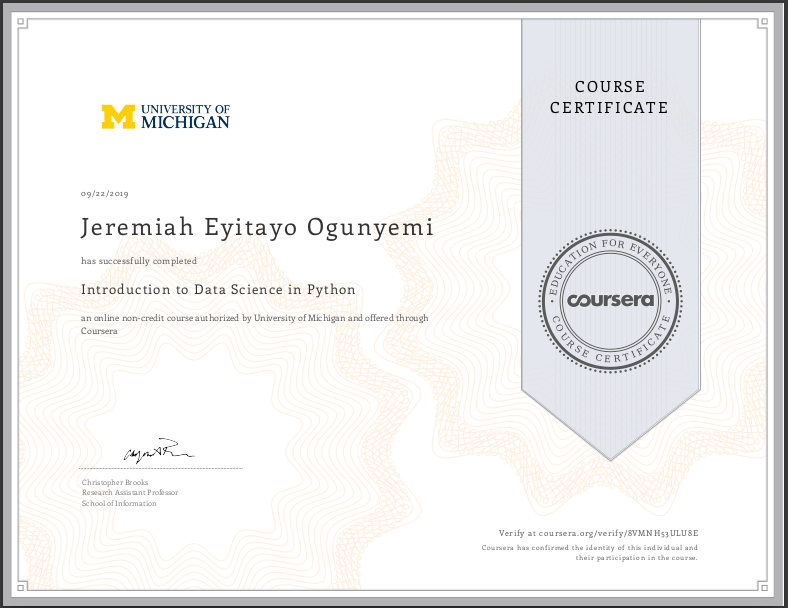 UNIVERSITY OF
MICHIGAN
COURSE
CERTIFICATE
09/22/2019
Jeremiah Eyitayo Ogunyemi
has successfully completed
Introduction to Data Science in Python
an online non-credit course authorized by University of Michigan and offered through
Coursera
EDUCATION FOR EVERYONE
coursera
COURSE CERTIFICATE
Christopher Brooks
Research Assistant Professor
School of Information
Verify at coursera.org/verify/8VMNH53ULU8E
Coursera has confirmed the identity of this individual and
their participation in the course.